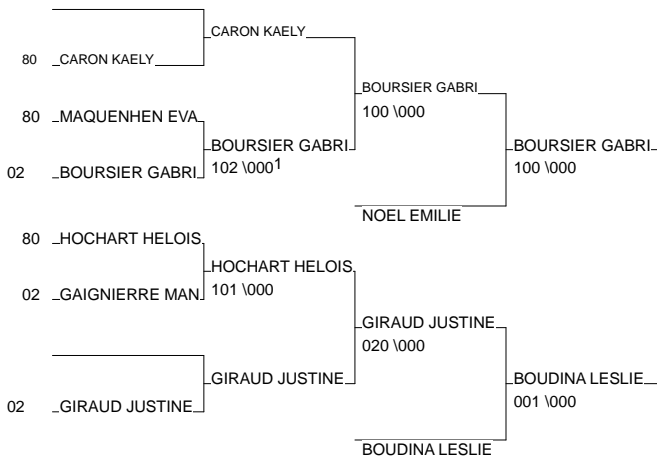 CARON KAELY
80 CARON KAELY
BOURSIER GABRI
100 \000
80 MAQUENHEN EVA
BOURSIER GABRI
102 \000 1
BOURSIER GABRI
100 \000
02 BOURSIER GABRI
NOEL EMILIE
80 HOCHART HELOIS
HOCHART HELOIS
101 \000
02 GAIGNIERRE MAN
GIRAUD JUSTINE
020 \000
GIRAUD JUSTINE
BOUDINA LESLIE
001 \000
02 GIRAUD JUSTINE
BOUDINA LESLIE